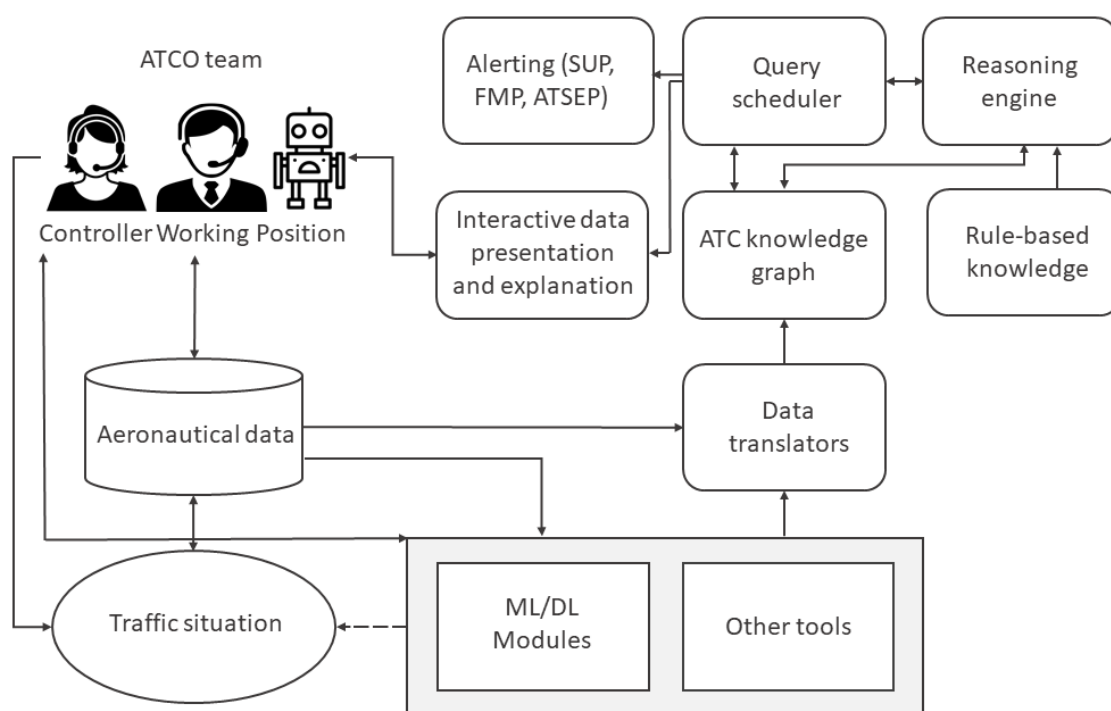 ATCO team
Alerting (SUP,
FMP, ATSEP)
Query
scheduler
Reasoning
engine
Controller Working Position
Interactive data
presentation
and explanation
ATC knowledge
graph
Rule-based
knowledge
Aeronautical data
Data
translators
Traffic situation
ML/DL
Modules
Other tools